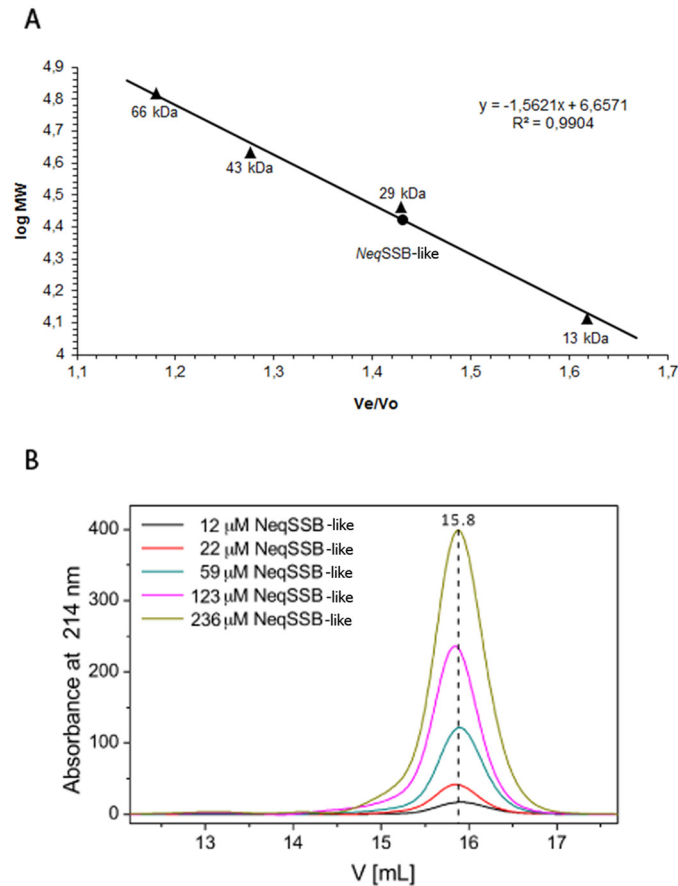 A
4,9
4,8
4,7
4,6
4,5
4,4
4,3
4,2
4,1
4
log MW
66 kDa
43 kDa
29 kDa
NeqSSB-like
13 kDa
y = -1,5621x + 6,6571
R² = 0,9904
1,1 1,2 1,3 1,4 1,5 1,6 1,7
Ve/Vo
B
15.8
12 µM NeqSSB-like
22 µM NeqSSB-like
59 µM NeqSSB-like
123 µM NeqSSB-like
236 µM NeqSSB-like
400
300
200
100
0
Absorbance at 214 nm
13 14 15 16 17
V [mL]